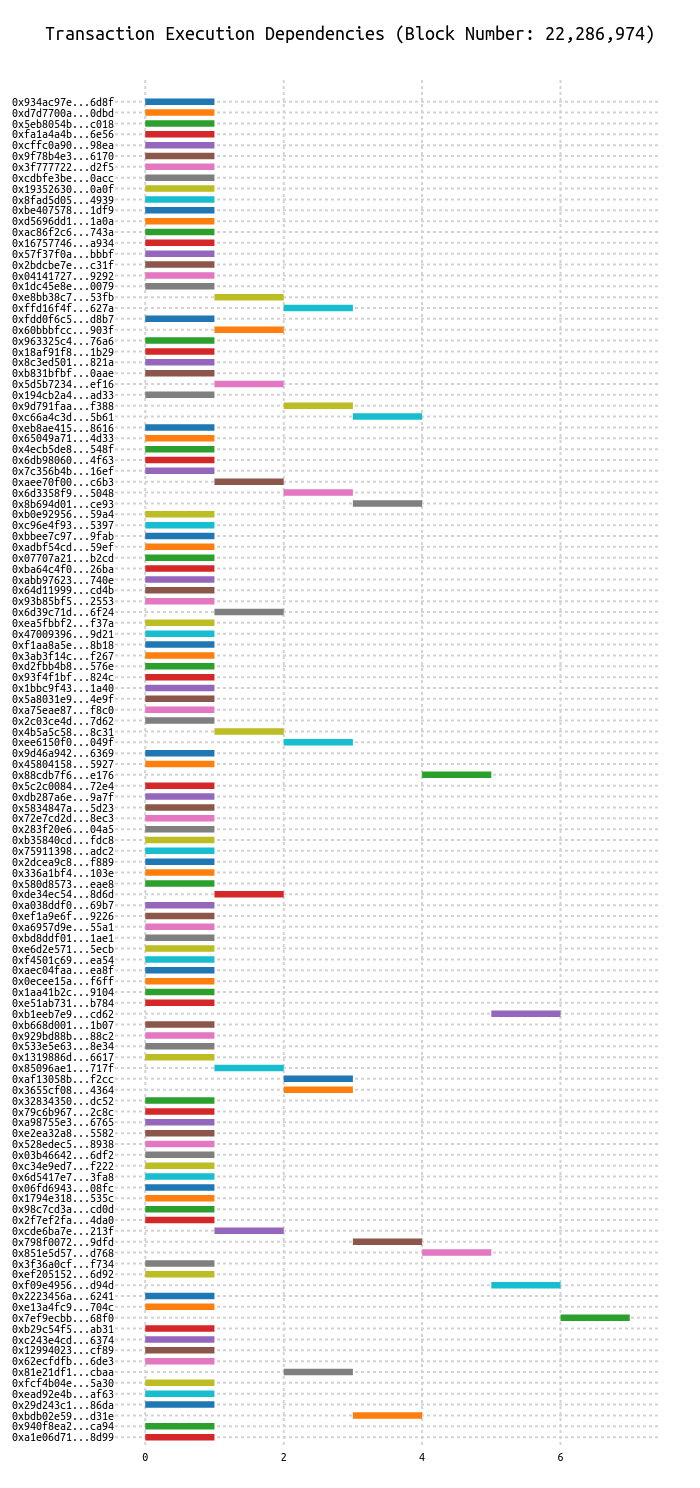 Transaction Execution Dependencies (Block Number: 22,286,974)
0x934ac97e...6d8f
0xd7d7700a...0dbd
0x5eb8054b...c018
0xfa1a4a4b...6e56
0xcffc0a90...98ea
0x9f78b4e3...6170
0x3f777722...d2f5
0xcdbfe3be...0acc
0x19352630...0a0f
0x8fad5d05...4939
0xbe407578...1df9
0xd5696dd1...1a0a
0xac86f2c6...743a
0x16757746...a934
0x57f37f0a...bbbf
0x2bdcbe7e...c31f
0x04141727...9292
0x1dc45e8e...0079
0xe8bb38c7...53fb
0xffd16f4f...627a
0xfdd0f6c5...d8b7
0x60bbbfcc...903f
0x963325c4...76a6
0x18af91f8...1b29
0x8c3ed501...821a
0xb831bfbf...0aae
0x5d5b7234...ef16
0x194cb2a4...ad33
0x9d791faa...f388
0xc66a4c3d...5b61
0xeb8ae415...8616
0x65049a71...4d33
0x4ecb5de8...548f
0x6db98060...4f63
0x7c356b4b...16ef
0xaee70f00...c6b3
0x6d3358f9...5048
0x8b694d01...ce93
0xb0e92956...59a4
0xc96e4f93...5397
0xbbee7c97...9fab
0xadbf54cd...59ef
0x07707a21...b2cd
0xba64c4f0...26ba
0xabb97623...740e
0x64d11999...cd4b
0x93b85bf5...2553
0x6d39c71d...6f24
0xea5fbbf2...f37a
0x47009396...9d21
0xf1aa8a5e...8b18
0x3ab3f14c...f267
0xd2fbb4b8...576e
0x93f4f1bf...824c
0x1bbc9f43...1a40
0x5a8031e9...4e9f
0xa75eae87...f8c0
0x2c03ce4d...7d62
0x4b5a5c58...8c31
0xee6150f0...049f
0x9d46a942...6369
0x45804158...5927
0x88cdb7f6...e176
0x5c2c0084...72e4
0xdb287a6e...9a7f
0x5834847a...5d23
0x72e7cd2d...8ec3
0x283f20e6...04a5
0xb35840cd...fdc8
0x75911398...adc2
0x2dcea9c8...f889
0x336a1bf4...103e
0x580d8573...eae8
0xde34ec54...8d6d
0xa038ddf0...69b7
0xef1a9e6f...9226
0xa6957d9e...55a1
0xbd8ddf01...1ae1
0xe6d2e571...5ecb
0xf4501c69...ea54
0xaec04faa...ea8f
0x0ecee15a...f6ff
0x1aa41b2c...9104
0xe51ab731...b784
0xb1eeb7e9...cd62
0xb668d001...1b07
0x929bd88b...88c2
0x533e5e63...8e34
0x1319886d...6617
0x85096ae1...717f
0xaf13058b...f2cc
0x3655cf08...4364
0x32834350...dc52
0x79c6b967...2c8c
0xa98755e3...6765
0xe2ea32a8...5582
0x528edec5...8938
0x03b46642...6df2
0xc34e9ed7...f222
0x6d5417e7...3fa8
0x06fd6943...08fc
0x1794e318...535c
0x98c7cd3a...cd0d
0x2f7ef2fa...4da0
0xcde6ba7e...213f
0x798f0072...9dfd
0x851e5d57...d768
0x3f36a0cf...f734
0xef205152...6d92
0xf09e4956...d94d
0x2223456a...6241
0xe13a4fc9...704c
0x7ef9ecbb...68f0
0xb29c54f5...ab31
0xc243e4cd...6374
0x12994023...cf89
0x62ecfdfb...6de3
0x81e21df1...cbaa
0xfcf4b04e...5a30
0xead92e4b...af63
0x29d243c1...86da
0xbdb02e59...d31e
0x940f8ea2...ca94
0xa1e06d71...8d99
0 2 4 6